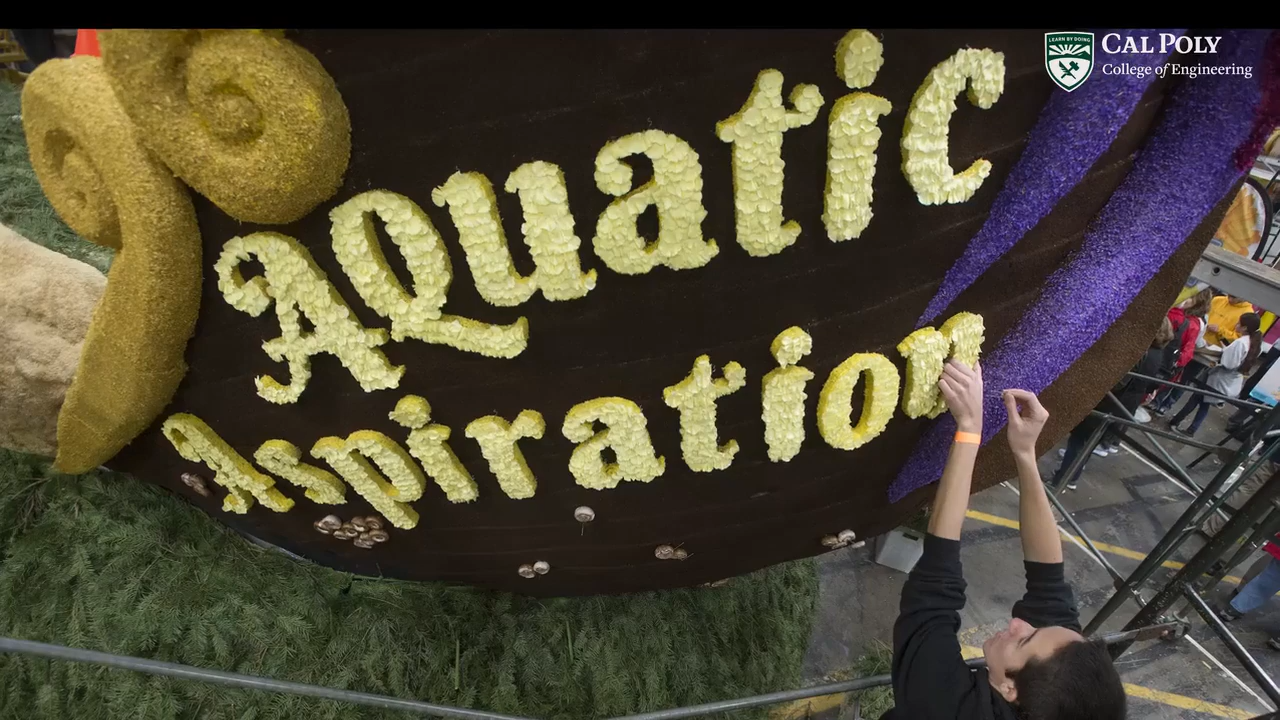 LEARN BY DOING
CAL POLY
College of Engineering
Aquatic
Aspiration